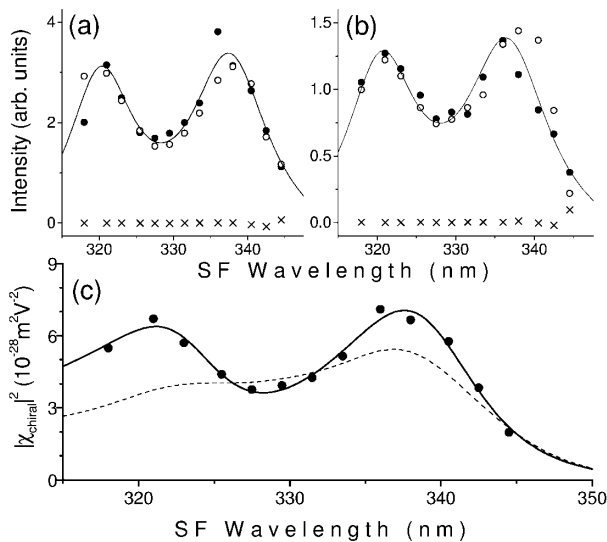 (a)
(b)
Intensity (arb. units)
4
2
0
1.5
1.0
0.5
0.0
320 330 340
320 330 340
SF Wavelength (nm)
(c)
|χchiral|² (10⁻²⁸m²V⁻²)
9
6
3
0
320 330 340 350
SF Wavelength (nm)